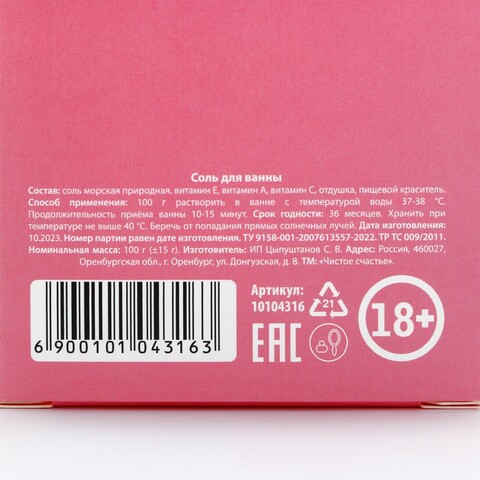 Соль для ванны
Состав: соль морская природная, витамин Е, витамин А, витамин С, отдушка, пищевой краситель.
Способ применения: 100 г растворить в ванне с температурой воды 37-38 °С.
Продолжительность приёма ванны 10-15 минут. Срок годности: 36 месяцев. Хранить при
температуре не выше 40 °С. Беречь от попадания прямых солнечных лучей. Дата изготовления:
10.2023. Номер партии равен дате изготовления. ТУ 9158-001-2007613557-2022. ТР ТС 009/2011.
Номинальная масса: 100 г (±15 г). Изготовитель: ИП Цыпуштанов С. В. Адрес: Россия, 460027,
Оренбургская обл., г. Оренбург, ул. Донгузская, д. 8. ТМ: «Чистое счастье».
Артикул:
10104316
21
18+
6 900101 043163
ЕАС